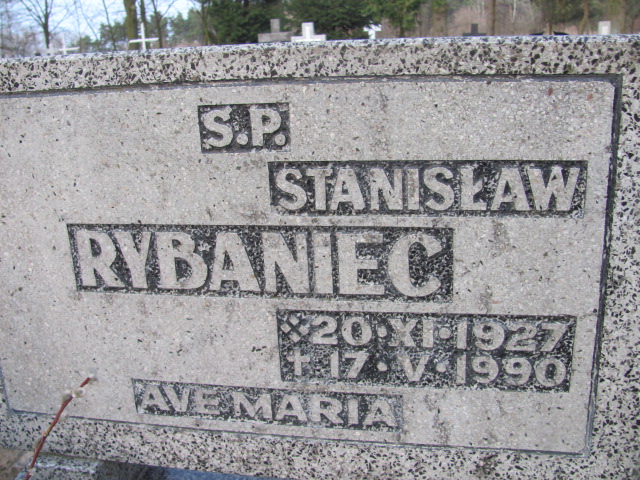 Ś.P.
STANISŁAW
RYBANIEC
20·XI·1927
†17·V·1990
AVE MARIA